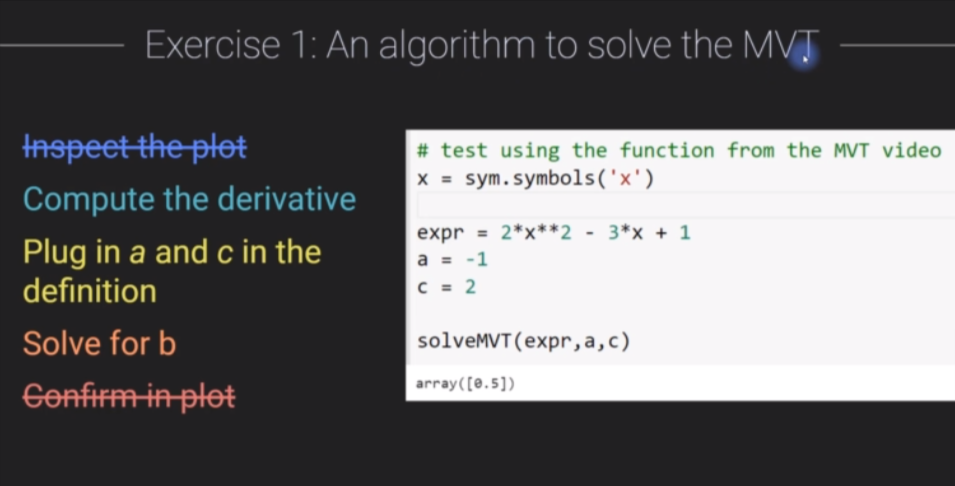 Exercise 1: An algorithm to solve the MVT
Inspect the plot
Compute the derivative
Plug in a and c in the
definition
Solve for b
Confirm in plot
# test using the function from the MVT video
x = sym.symbols('x')
expr = 2*x**2 - 3*x + 1
a = -1
c = 2
solveMVT(expr,a,c)
array([0.5])